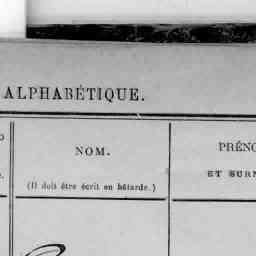 ALPHABÉTIQUE.
NOM.
(Il doit être écrit en bâtarde.)
PRÉNO
ET SURN